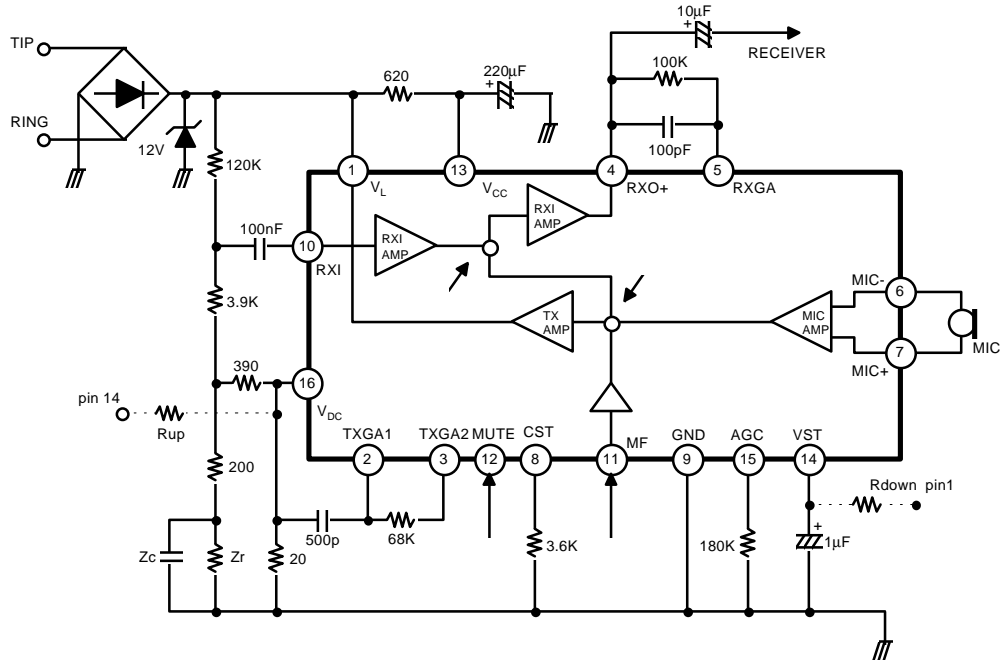 10µF
+
TIP
RECEIVER
620
220µF
+
100K
RING
12V
120K
100pF
1
13
4
5
V_L
V_CC
RXO+
RXGA
100nF
RXI
AMP
RXI
AMP
10
RXI
MIC-
6
3.9K
TX
AMP
MIC
AMP
MIC
7
MIC+
390
16
pin 14
V_DC
Rup
TXGA1
TXGA2
MUTE
CST
MF
GND
AGC
VST
2
3
12
8
11
9
15
14
200
Rdown pin1
500p
68K
+
Zc
Zr
20
3.6K
180K
1µF